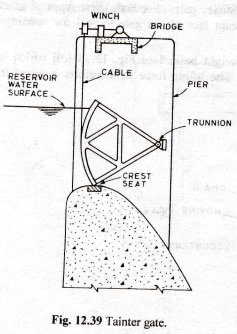 WINCH
BRIDGE
RESERVOIR
WATER
SURFACE
CABLE
PIER
TRUNNION
CREST
SEAT
Fig. 12.39 Tainter gate.